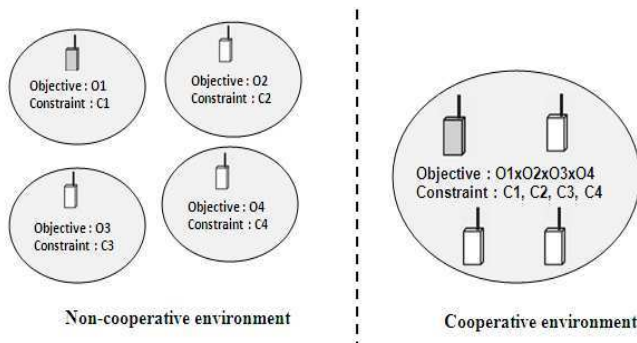 Objective : O1
Constraint : C1
Objective : O2
Constraint : C2
Objective : O3
Constraint : C3
Objective : O4
Constraint : C4
Non-cooperative environment
Objective : O1xO2xO3xO4
Constraint : C1, C2, C3, C4
Cooperative environment